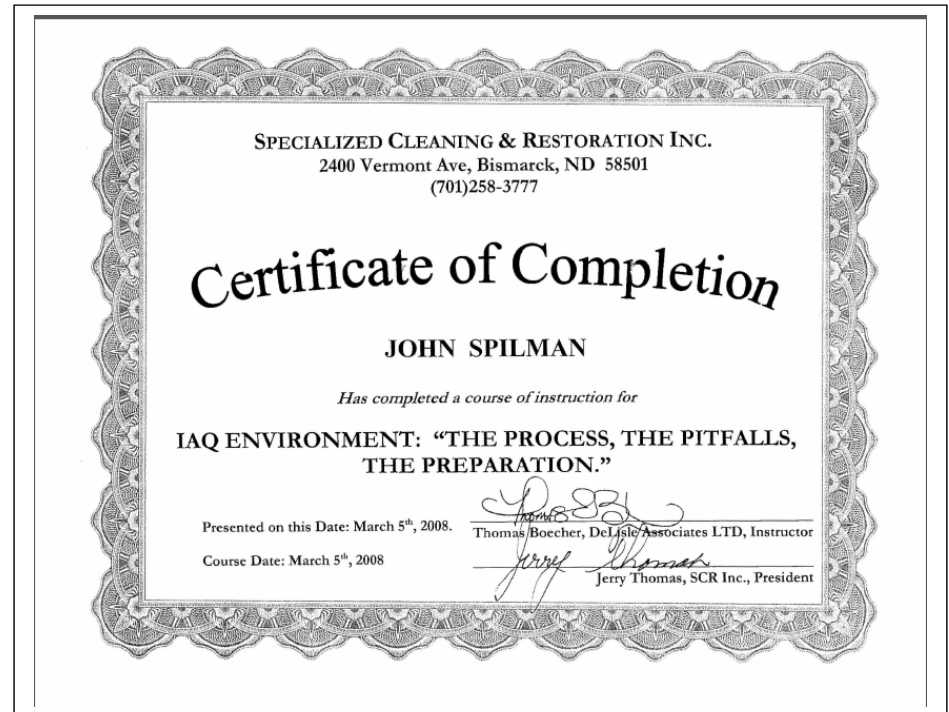 SPECIALIZED CLEANING & RESTORATION INC.
2400 Vermont Ave, Bismarck, ND 58501
(701)258-3777
Certificate of Completion
JOHN SPILMAN
Has completed a course of instruction for
IAQ ENVIRONMENT: “THE PROCESS, THE PITFALLS,
THE PREPARATION.”
Presented on this Date: March 5th, 2008.
Thomas Boecher, DeLisle Associates LTD, Instructor
Course Date: March 5th, 2008
Jerry Thomas
Jerry Thomas, SCR Inc., President